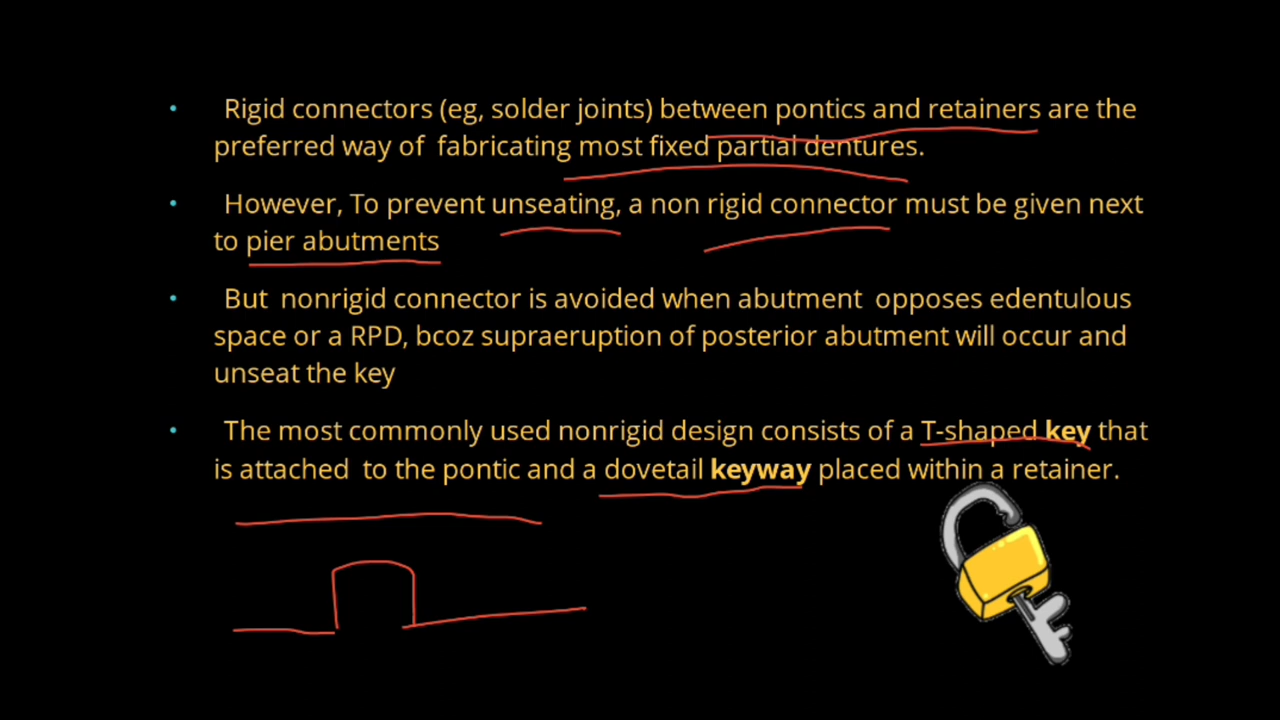 • Rigid connectors (eg, solder joints) between pontics and retainers are the
preferred way of fabricating most fixed partial dentures.
• However, To prevent unseating, a non rigid connector must be given next
to pier abutments
• But nonrigid connector is avoided when abutment opposes edentulous
space or a RPD, bcoz supraeruption of posterior abutment will occur and
unseat the key
• The most commonly used nonrigid design consists of a T-shaped key that
is attached to the pontic and a dovetail keyway placed within a retainer.